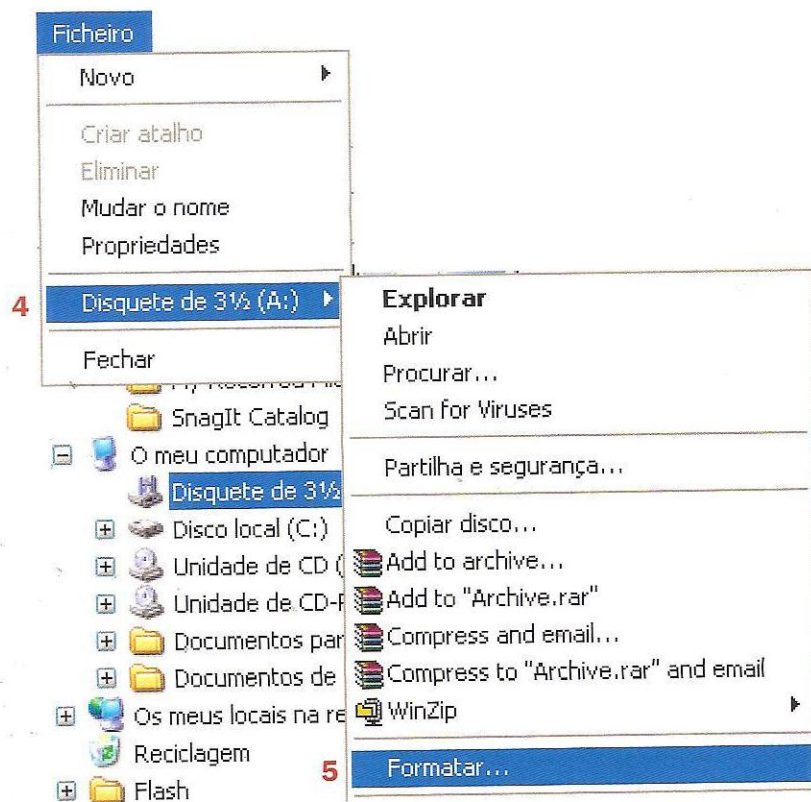 Ficheiro
Novo
Criar atalho
Eliminar
Mudar o nome
Propriedades
4 Disquete de 3½ (A:)
Fechar
Explorar
Abrir
Procurar...
Scan for Viruses
Partilha e segurança...
Copiar disco...
Add to archive...
Add to "Archive.rar"
Compress and email...
Compress to "Archive.rar" and email
WinZip
5 Formatar...
SnagIt Catalog
O meu computador
Disquete de 3½
Disco local (C:)
Unidade de CD (
Unidade de CD-
Documentos par
Documentos de
Os meus locais na re
Reciclagem
Flash